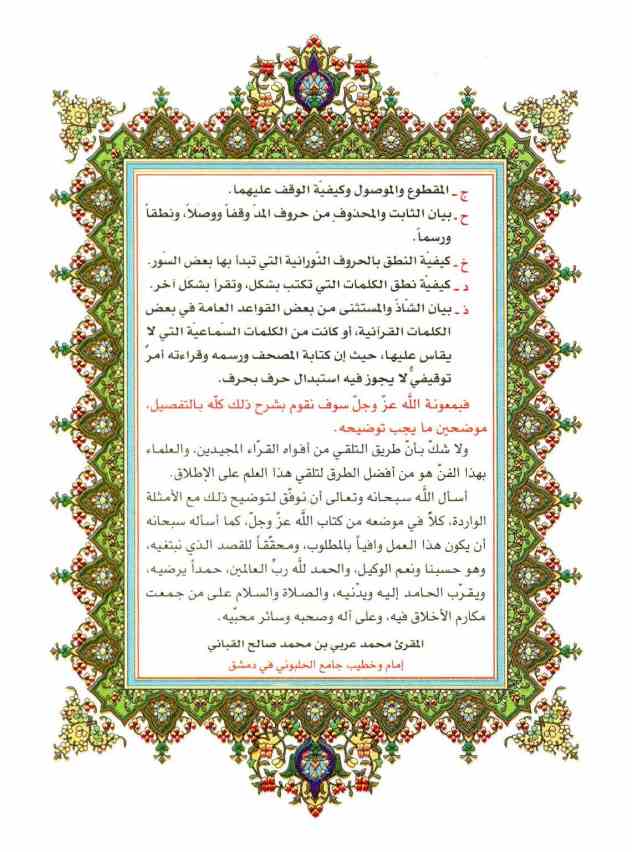 ج ـ المقطوع والموصول وكيفيّة الوقف عليهما.
ح ـ بيان الثابت والمحذوف من حروف المدّ وقفاً ووصلاً، ونطقاً
ورسماً.
خ ـ كيفيّة النطق بالحروف النّورانية التي تبدأ بها بعض السّور.
د ـ كيفيّة نطق الكلمات التي تكتب بشكل، وتقرأ بشكل آخر.
ذ ـ بيان الشاذّ والمستثنى من بعض القواعد العامة في بعض
الكلمات القرآنية، أو كانت من الكلمات السّماعيّة التي لا
يقاس عليها، حيث إن كتابة المصحف ورسمه وقراءته أمرٌ
توقيفيٌّ لا يجوز فيه استبدال حرف بحرف.
فبمعونة اللّه عزّ وجلّ سوف نقوم بشرح ذلك كلّه بالتفصيل،
موضحين ما يجب توضيحه.
ولا شكّ بأنّ طريق التلقي من أفواه القرّاء المجيدين، والعلماء
بهذا الفنّ هو من أفضل الطرق لتلقي هذا العلم على الإطلاق.
أسأل اللّه سبحانه وتعالى أن نوفّق لتوضيح ذلك مع الأمثلة
الواردة، كلاًّ في موضعه من كتاب اللّه عزّ وجلّ، كما أسأله سبحانه
أن يكون هذا العمل وافياً بالمطلوب، ومحقّقاً للقصد الذي نبتغيه،
وهو حسبنا ونعم الوكيل، والحمد للّه ربِّ العالمين، حمداً يرضيه،
ويقرّب الحامد إليه ويدّنيه، والصلاة والسلام على من جمعت
مكارم الأخلاق فيه، وعلى آله وصحبه وسائر محبّيه.
المقرئ محمد عربي بن محمد صالح القباني
إمام وخطيب جامع الحلبوني في دمشق